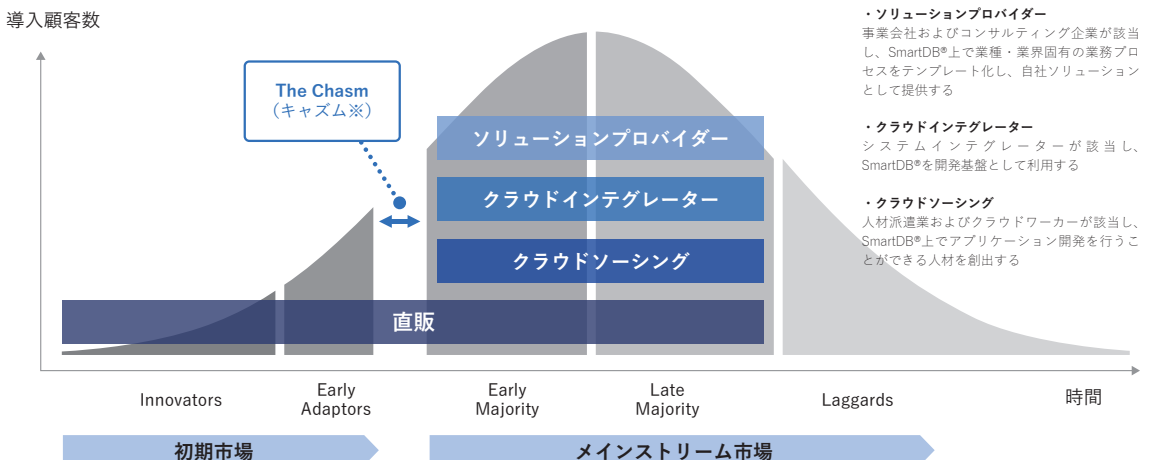 導入顧客数
・ソリューションプロバイダー
事業会社およびコンサルティング企業が該当
し、SmartDB®上で業種・業界固有の業務プロ
セスをテンプレート化し、自社ソリューション
として提供する
・クラウドインテグレーター
システムインテグレーターが該当し、
SmartDB®を開発基盤として利用する
・クラウドソーシング
人材派遣業およびクラウドワーカーが該当し、
SmartDB®上でアプリケーション開発を行うこ
とができる人材を創出する
The Chasm
（キャズム※）
ソリューションプロバイダー
クラウドインテグレーター
クラウドソーシング
直販
Innovators
Early
Adaptors
Early
Majority
Late
Majority
Laggards
時間
初期市場
メインストリーム市場